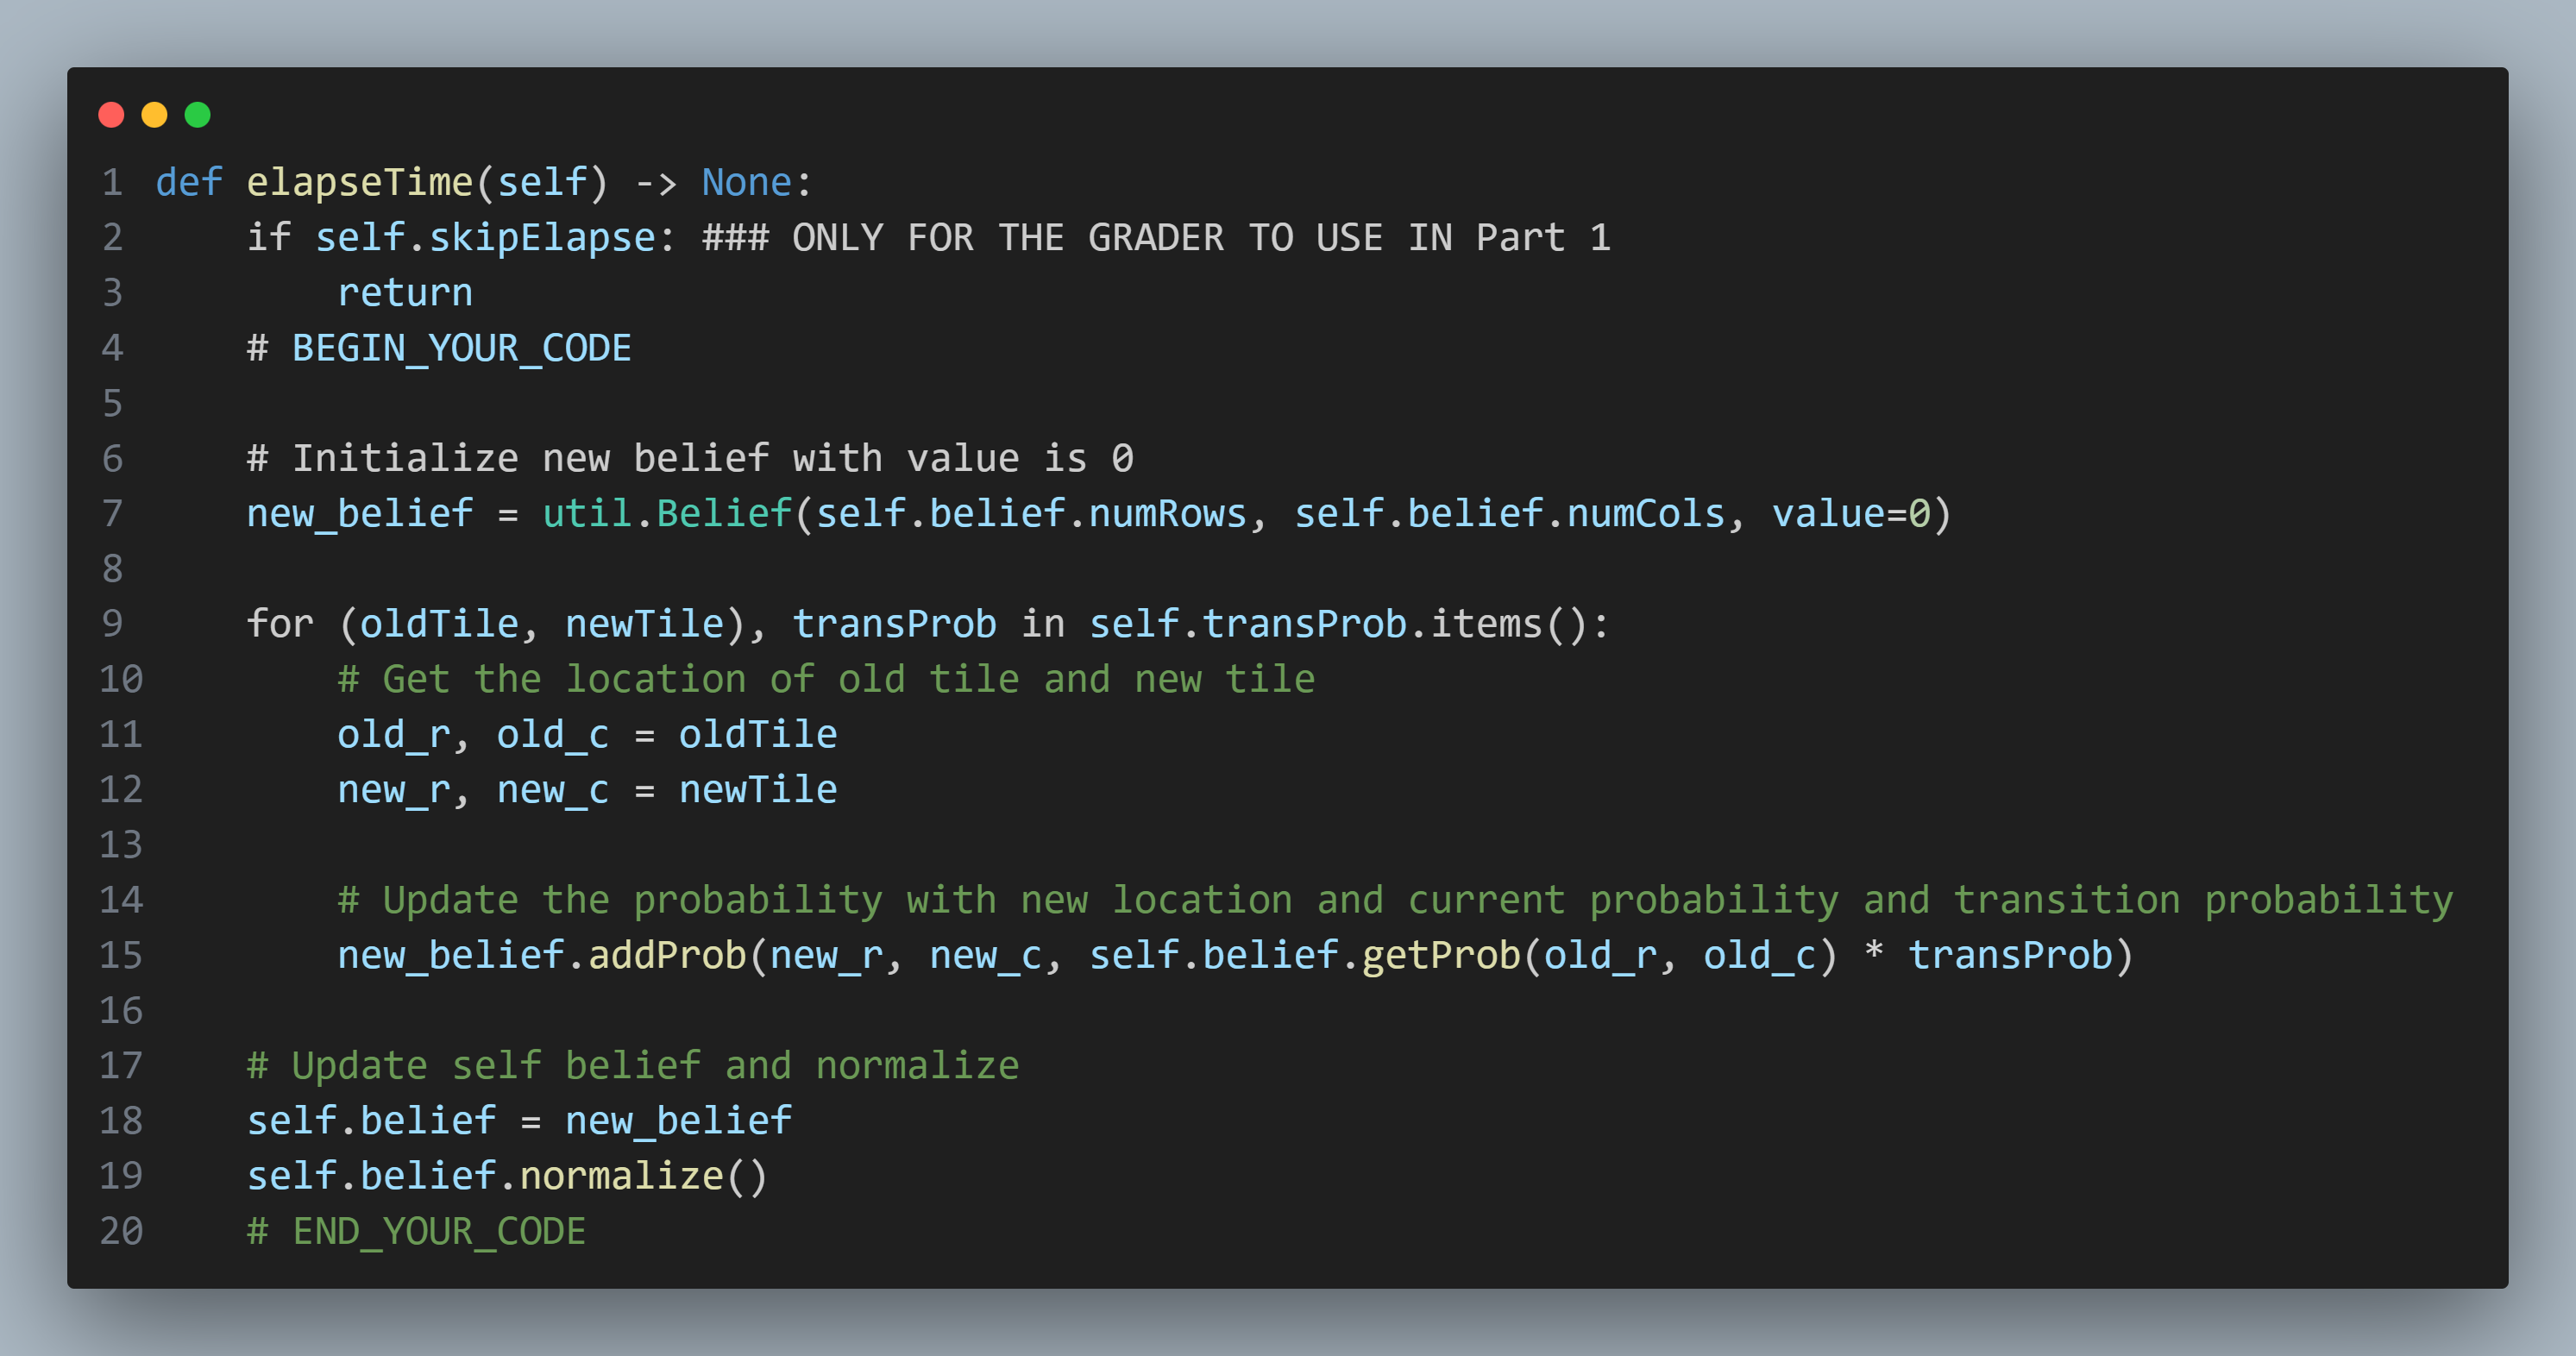 1 def elapseTime(self) -> None:
2     if self.skipElapse: ### ONLY FOR THE GRADER TO USE IN Part 1
3         return
4     # BEGIN_YOUR_CODE
5
6     # Initialize new belief with value is 0
7     new_belief = util.Belief(self.belief.numRows, self.belief.numCols, value=0)
8
9     for (oldTile, newTile), transProb in self.transProb.items():
10         # Get the location of old tile and new tile
11         old_r, old_c = oldTile
12         new_r, new_c = newTile
13
14         # Update the probability with new location and current probability and transition probability
15         new_belief.addProb(new_r, new_c, self.belief.getProb(old_r, old_c) * transProb)
16
17     # Update self belief and normalize
18     self.belief = new_belief
19     self.belief.normalize()
20     # END_YOUR_CODE